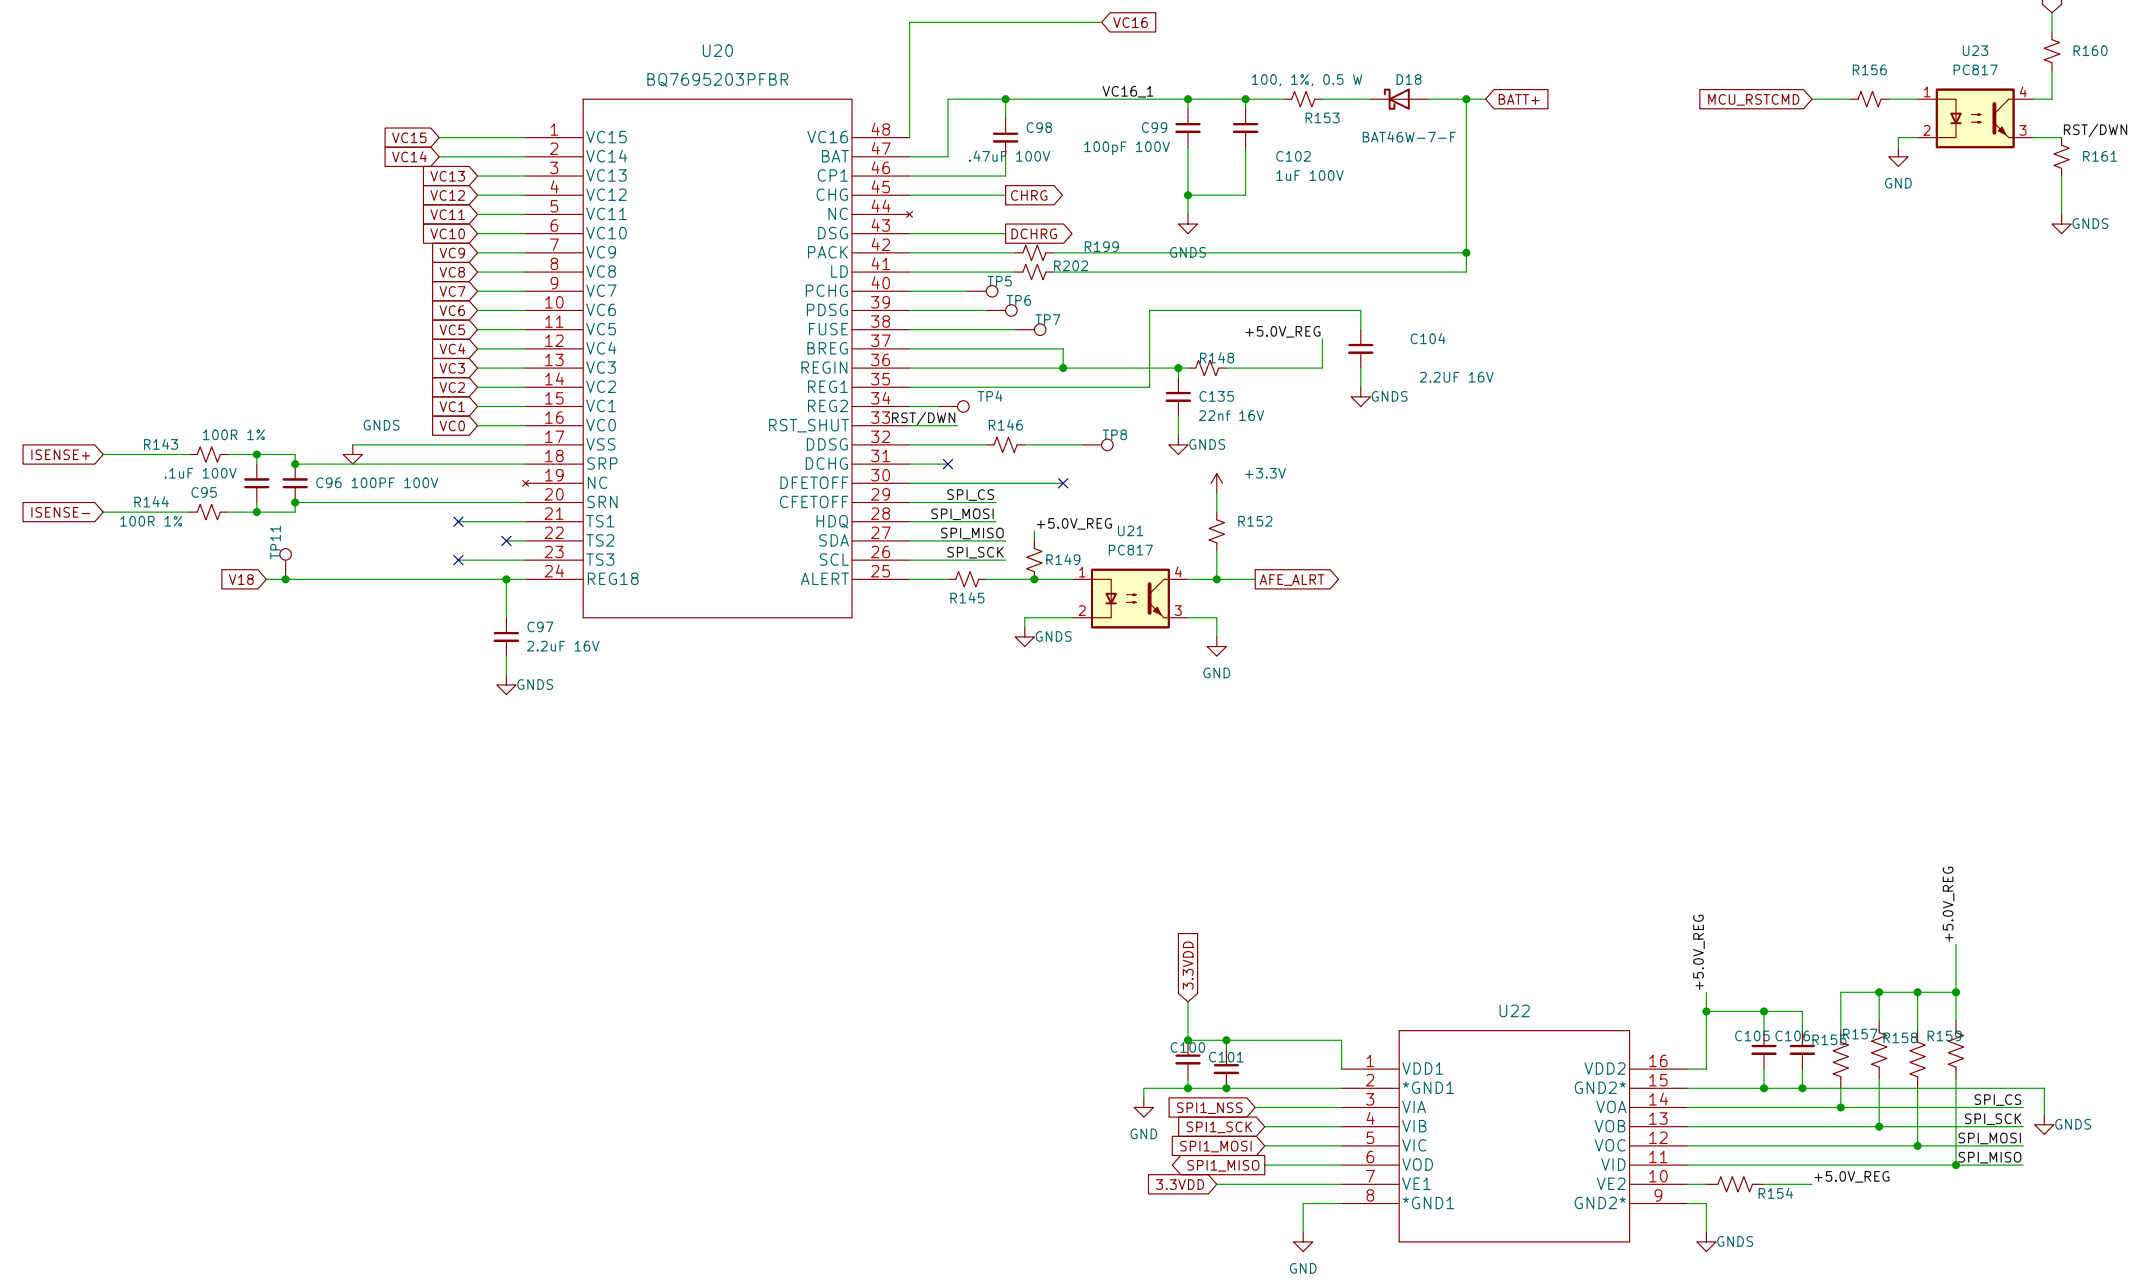 U20
BQ7695203PFBR
VC15 1 VC15
VC14 2 VC14
VC13 3 VC13
VC12 4 VC12
VC11 5 VC11
VC10 6 VC10
VC9 7 VC9
VC8 8 VC8
VC7 9 VC7
VC6 10 VC6
VC5 11 VC5
VC4 12 VC4
VC3 13 VC3
VC2 14 VC2
VC1 15 VC1
VC0 16 VC0
GNDS 17 VSS
18 SRP
19 NC
20 SRN
21 TS1
22 TS2
23 TS3
24 REG18
ISENSE+
R143
100R 1%
.1uF 100V
C95
C96 100PF 100V
ISENSE-
R144
100R 1%
TP11
V18
C97
2.2uF 16V
GNDS
VC16 48
BAT 47
CP1 46
CHG 45
NC 44
DSG 43
PACK 42
LD 41
PCHG 40
PDSG 39
FUSE 38
BREG 37
REGIN 36
REG1 35
REG2 34
RST_SHUT 33
DDSG 32
DCHG 31
DFETOFF 30
CFETOFF 29
HDQ 28
SDA 27
SCL 26
ALERT 25
VC16
VC16_1
C98
.47uF 100V
C99
100pF 100V
C102
1uF 100V
GNDS
100, 1%, 0.5 W
R153
D18
BAT46W-7-F
BATT+
CHRG
DCHRG
R199
R202
TP5
TP6
TP7
+5.0V_REG
R148
C135
22nf 16V
GNDS
C104
2.2UF 16V
GNDS
TP4
RST/DWN
R146
TP8
SPI_CS
SPI_MOSI
SPI_MISO
SPI_SCK
+5.0V_REG
R149
R145
U21
PC817
1
2
4
3
GNDS
+3.3V
R152
AFE_ALRT
GND
MCU_RSTCMD
R156
U23
PC817
1
2
4
3
GND
R160
RST/DWN
R161
GNDS
3.3VDD
C100
C101
GND
U22
1 VDD1
2 *GND1
SPI1_NSS 3 VIA
SPI1_SCK 4 VIB
SPI1_MOSI 5 VIC
SPI1_MISO 6 VOD
3.3VDD 7 VE1
8 *GND1
GND
VDD2 16
GND2* 15
VOA 14 SPI_CS
VOB 13 SPI_SCK
VOC 12 SPI_MOSI
VID 11 SPI_MISO
VE2 10 R154 +5.0V_REG
GND2* 9
GNDS
+5.0V_REG
C105
C106
+5.0V_REG
R157
R158
R159
GNDS